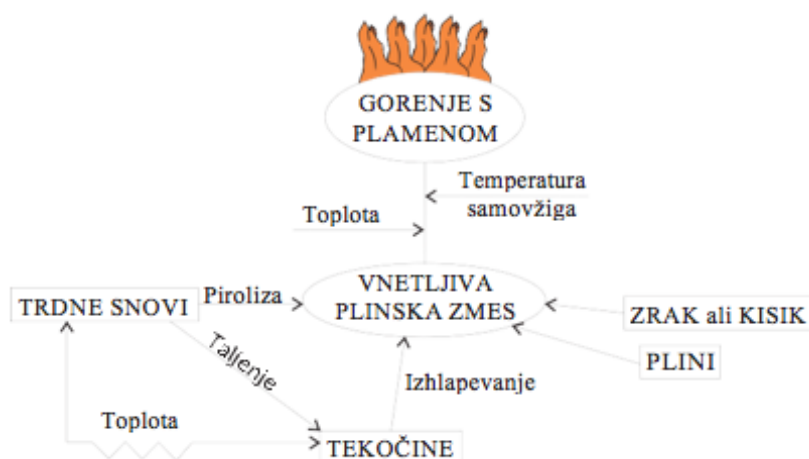 GORENJE S
PLAMENOM
Temperatura
samovžiga
Toplota
VNETLJIVA
PLINSKA ZMES
Piroliza
TRDNE SNOVI
ZRAK ali KISIK
PLINI
Taljenje
Izhlapevanje
Toplota
TEKOČINE